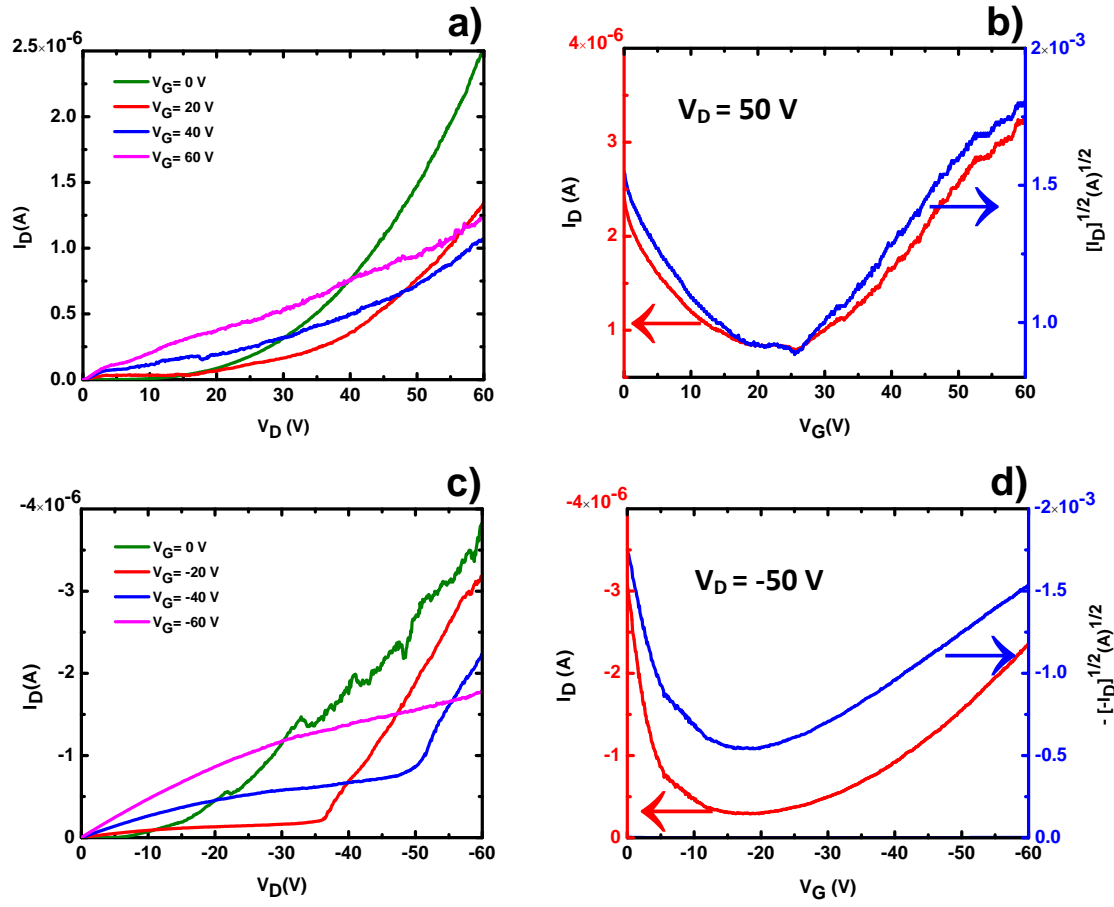 a)
2.5×10⁻⁶
2.0
1.5
1.0
0.5
0.0
I_D(A)
V_G= 0 V
V_G= 20 V
V_G= 40 V
V_G= 60 V
0 10 20 30 40 50 60
V_D (V)
b)
4×10⁻⁶
3
2
1
I_D (A)
V_D = 50 V
2×10⁻³
1.5
1.0
[I_D]^1/2(A)^1/2
0 10 20 30 40 50 60
V_G(V)
c)
-4×10⁻⁶
-3
-2
-1
0
I_D(A)
V_G= 0 V
V_G= -20 V
V_G= -40 V
V_G= -60 V
0 -10 -20 -30 -40 -50 -60
V_D(V)
d)
-4×10⁻⁶
-3
-2
-1
0
I_D (A)
V_D = -50 V
-2×10⁻³
-1.5
-1.0
-0.5
0.0
- [-I_D]^1/2(A)^1/2
0 -10 -20 -30 -40 -50 -60
V_G (V)